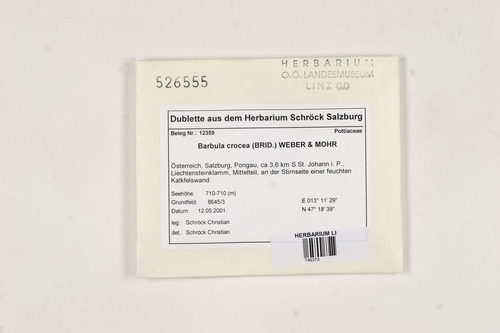 HERBARIUM
O.Ö. LANDESMUSEUM
LINZ (LI)
526555
Dublette aus dem Herbarium Schröck Salzburg
Beleg Nr.: 12359 Pottiaceae
Barbula crocea (BRID.) WEBER & MOHR
Österreich, Salzburg, Pongau, ca.3,6 km S St. Johann i. P.,
Liechtensteinklamm, Mittelteil, an der Stirnseite einer feuchten
Kalkfelswand.
Seehöhe: 710-710 (m)
Grundfeld: 8645/3 E 013° 11' 29"
Datum: 12.05.2001 N 47° 18' 39"
leg.: Schröck Christian
det.: Schröck Christian
HERBARIUM LI
746373